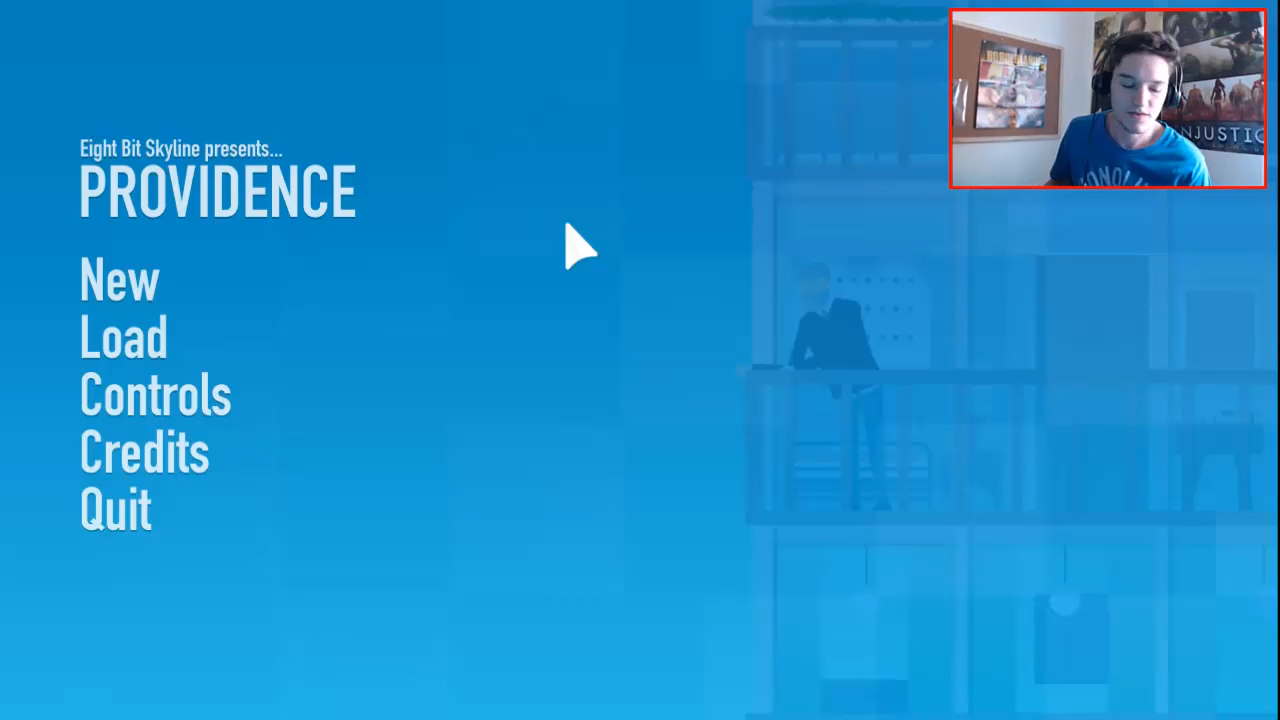 Eight Bit Skyline presents...
PROVIDENCE
New
Load
Controls
Credits
Quit